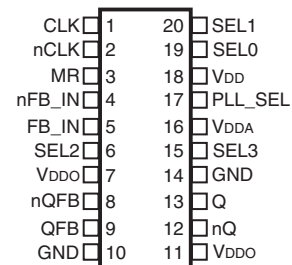 CLK 1 20 SEL1
nCLK 2 19 SEL0
MR 3 18 VDD
nFB_IN 4 17 PLL_SEL
FB_IN 5 16 VDDA
SEL2 6 15 SEL3
VDDO 7 14 GND
nQFB 8 13 Q
QFB 9 12 nQ
GND 10 11 VDDO